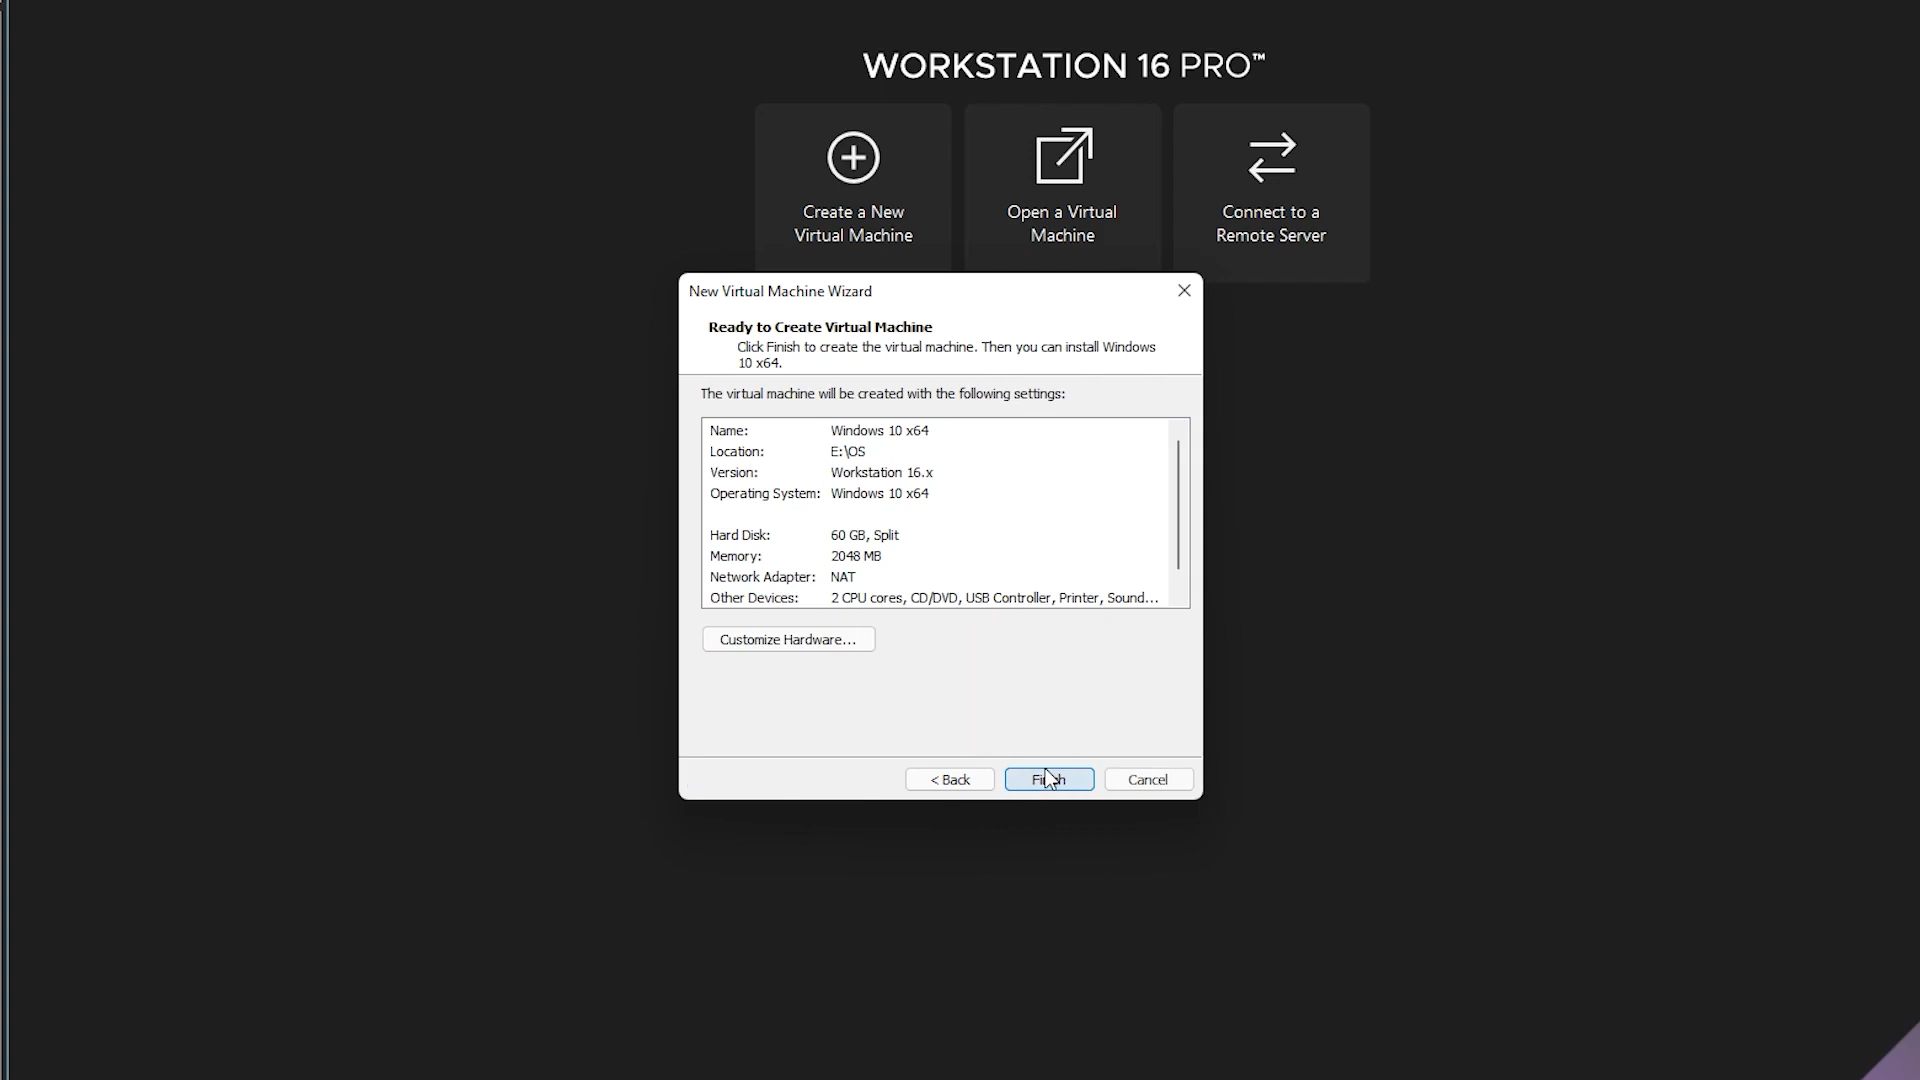 WORKSTATION 16 PRO™
Create a New
Virtual Machine
Open a Virtual
Machine
Connect to a
Remote Server
New Virtual Machine Wizard
Ready to Create Virtual Machine
Click Finish to create the virtual machine. Then you can install Windows
10 x64.
The virtual machine will be created with the following settings:
Name: Windows 10 x64
Location: E:\OS
Version: Workstation 16.x
Operating System: Windows 10 x64
Hard Disk: 60 GB, Split
Memory: 2048 MB
Network Adapter: NAT
Other Devices: 2 CPU cores, CD/DVD, USB Controller, Printer, Sound...
Customize Hardware...
< Back
Finish
Cancel